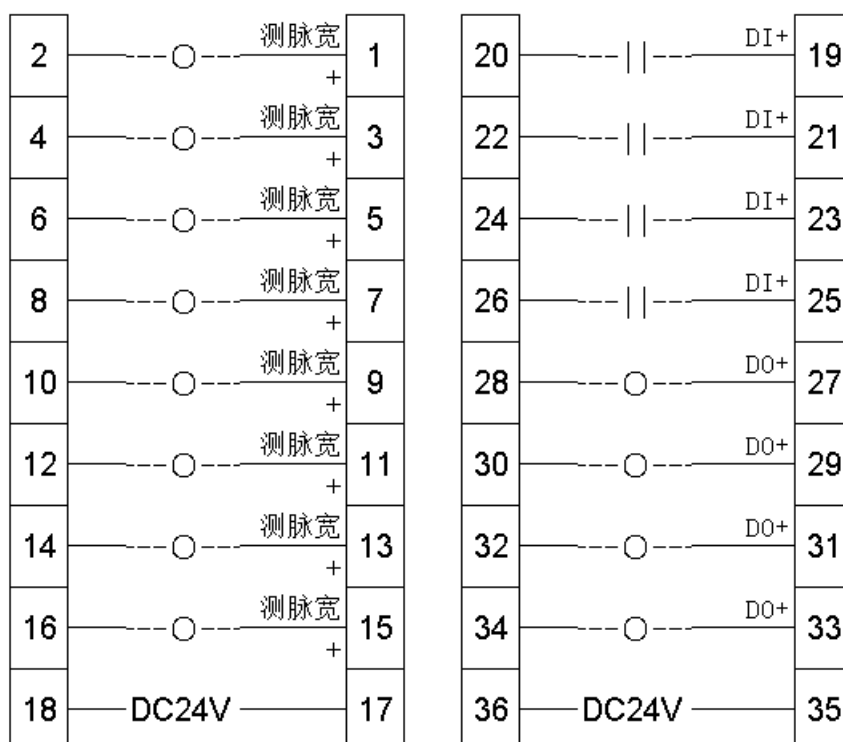 2 测脉宽 + 1 20 DI+ 19
4 测脉宽 + 3 22 DI+ 21
6 测脉宽 + 5 24 DI+ 23
8 测脉宽 + 7 26 DI+ 25
10 测脉宽 + 9 28 DO+ 27
12 测脉宽 + 11 30 DO+ 29
14 测脉宽 + 13 32 DO+ 31
16 测脉宽 + 15 34 DO+ 33
18 DC24V 17 36 DC24V 35